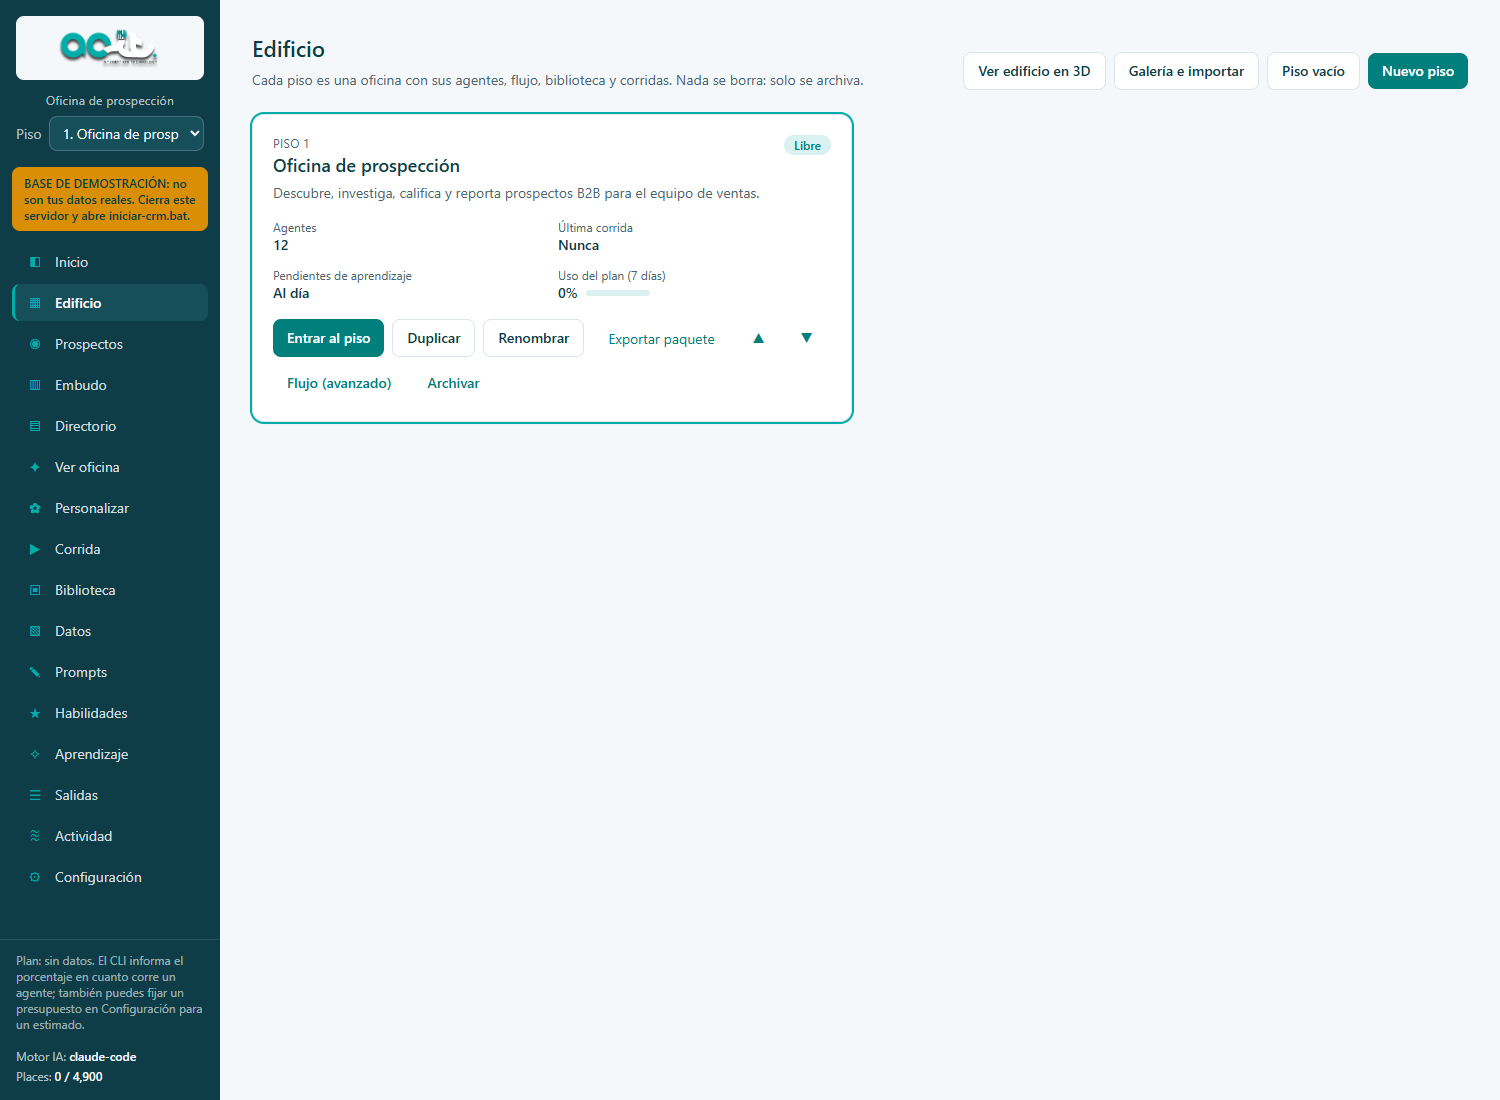 acit.
Oficina de prospección
Piso
1. Oficina de prosp
BASE DE DEMOSTRACIÓN: no
son tus datos reales. Cierra este
servidor y abre iniciar-crm.bat.
Inicio
Edificio
Prospectos
Embudo
Directorio
Ver oficina
Personalizar
Corrida
Biblioteca
Datos
Prompts
Habilidades
Aprendizaje
Salidas
Actividad
Configuración
Plan: sin datos. El CLI informa el
porcentaje en cuanto corre un
agente; también puedes fijar un
presupuesto en Configuración para
un estimado.
Motor IA: claude-code
Places: 0 / 4,900
Edificio
Cada piso es una oficina con sus agentes, flujo, biblioteca y corridas. Nada se borra: solo se archiva.
Ver edificio en 3D
Galería e importar
Piso vacío
Nuevo piso
PISO 1
Libre
Oficina de prospección
Descubre, investiga, califica y reporta prospectos B2B para el equipo de ventas.
Agentes
12
Última corrida
Nunca
Pendientes de aprendizaje
Al día
Uso del plan (7 días)
0%
Entrar al piso
Duplicar
Renombrar
Exportar paquete
▲
▼
Flujo (avanzado)
Archivar